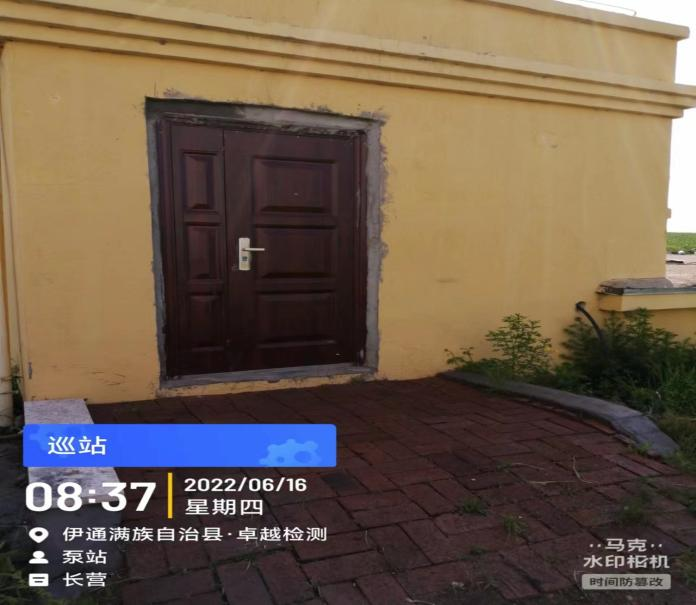 巡站
08:37
2022/06/16
星期四
伊通满族自治县·卓越检测
泵站
长营
马克
水印相机
时间防篡改